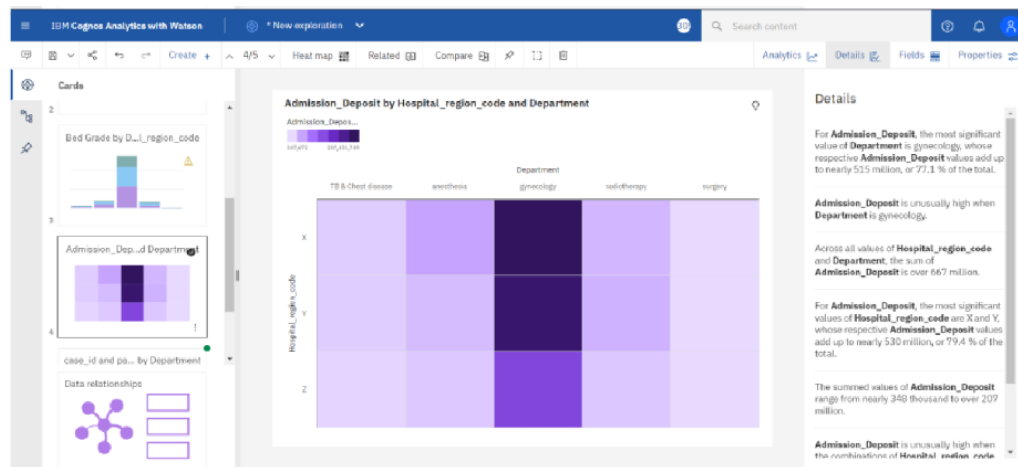 IBM Cognos Analytics with Watson
* New exploration
30
Search content
Create +
4/5
Heat map
Related
Compare
Analytics
Details
Fields
Properties
Cards
2
Bed Grade by D...l_region_code
3
Admission_Dep...d Department
4
case_id and pa... by Department
Data relationships
Admission_Deposit by Hospital_region_code and Department
Admission_Depos...
Department
TB & Chest disease
anesthesia
gynecology
radiotherapy
surgery
Hospital_region_code
X
Y
Z
Details
For Admission_Deposit, the most significant
value of Department is gynecology, whose
respective Admission_Deposit values add up
to nearly 515 million, or 77.1 % of the total.
Admission_Deposit is unusually high when
Department is gynecology.
Across all values of Hospital_region_code
and Department, the sum of
Admission_Deposit is over 667 million.
For Admission_Deposit, the most significant
values of Hospital_region_code are X and Y,
whose respective Admission_Deposit values
add up to nearly 530 million, or 79.4 % of the
total.
The summed values of Admission_Deposit
range from nearly 348 thousand to over 207
million.
Admission_Deposit is unusually high when
the combinations of Hospital_region_code